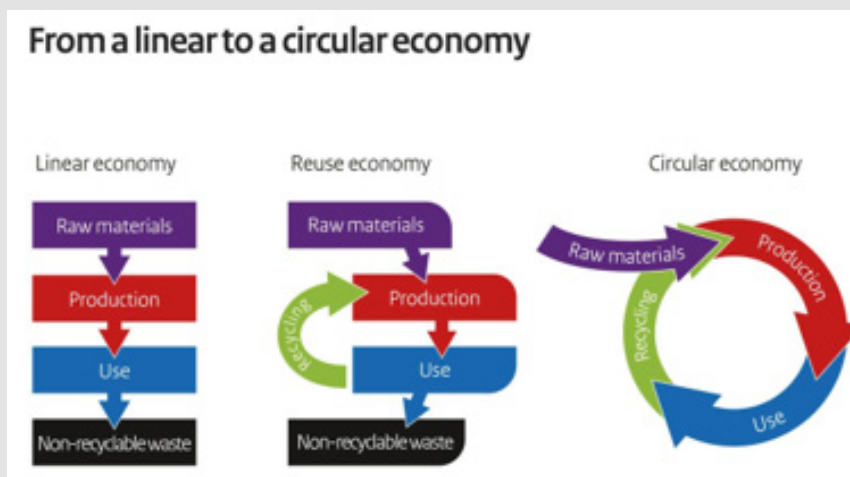 From a linear to a circular economy
Linear economy
Raw materials
Production
Use
Non-recyclable waste
Reuse economy
Raw materials
Recycling
Production
Use
Non-recyclable waste
Circular economy
Raw materials
Production
Use
Recycling